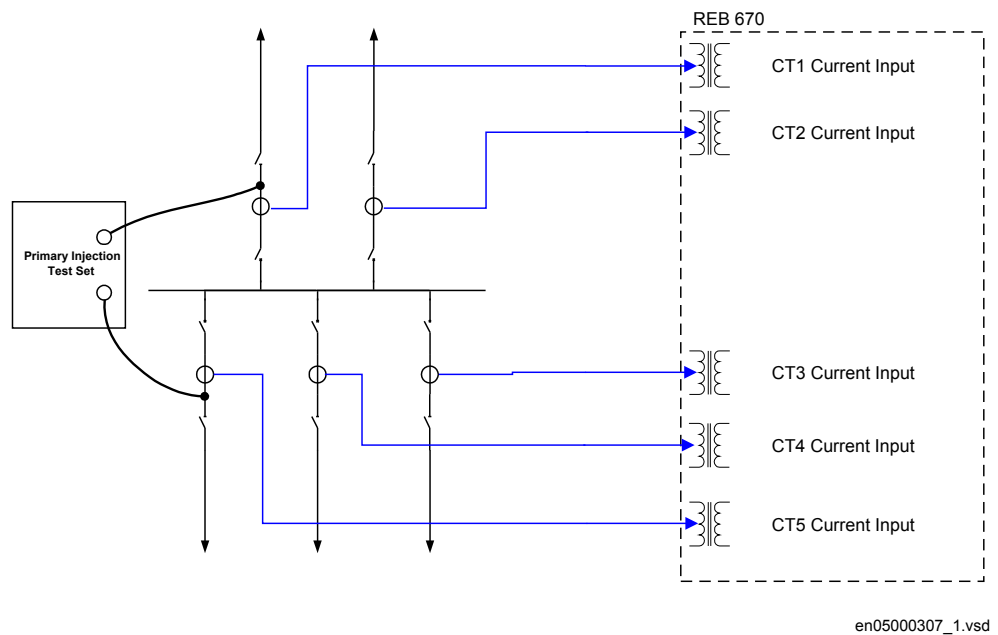 REB 670
CT1 Current Input
CT2 Current Input
Primary Injection
Test Set
CT3 Current Input
CT4 Current Input
CT5 Current Input
en05000307_1.vsd